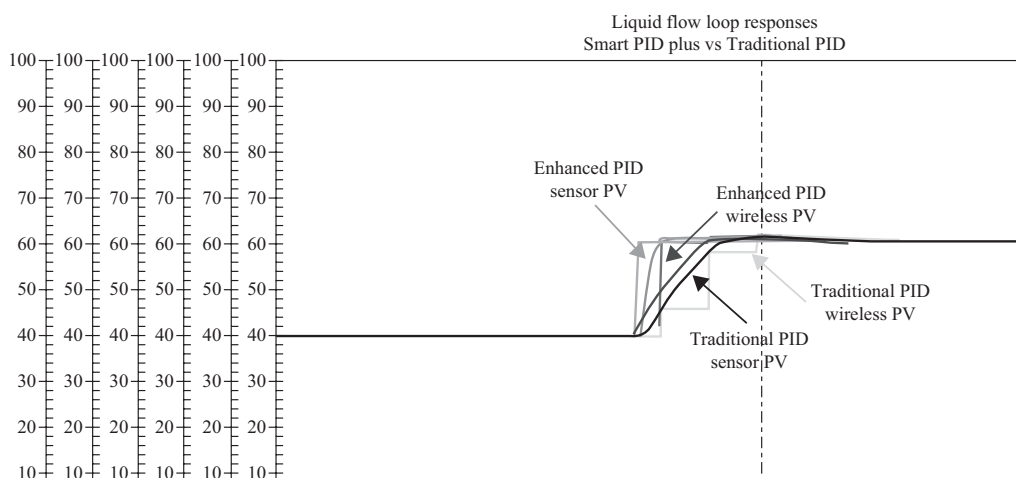 Liquid flow loop responses
Smart PID plus vs Traditional PID
100 100 100 100 100 100
90 90 90 90 90 90
80 80 80 80 80 80
70 70 70 70 70 70
60 60 60 60 60 60
50 50 50 50 50 50
40 40 40 40 40 40
30 30 30 30 30 30
20 20 20 20 20 20
10 10 10 10 10 10
Enhanced PID
sensor PV
Enhanced PID
wireless PV
Traditional PID
wireless PV
Traditional PID
sensor PV